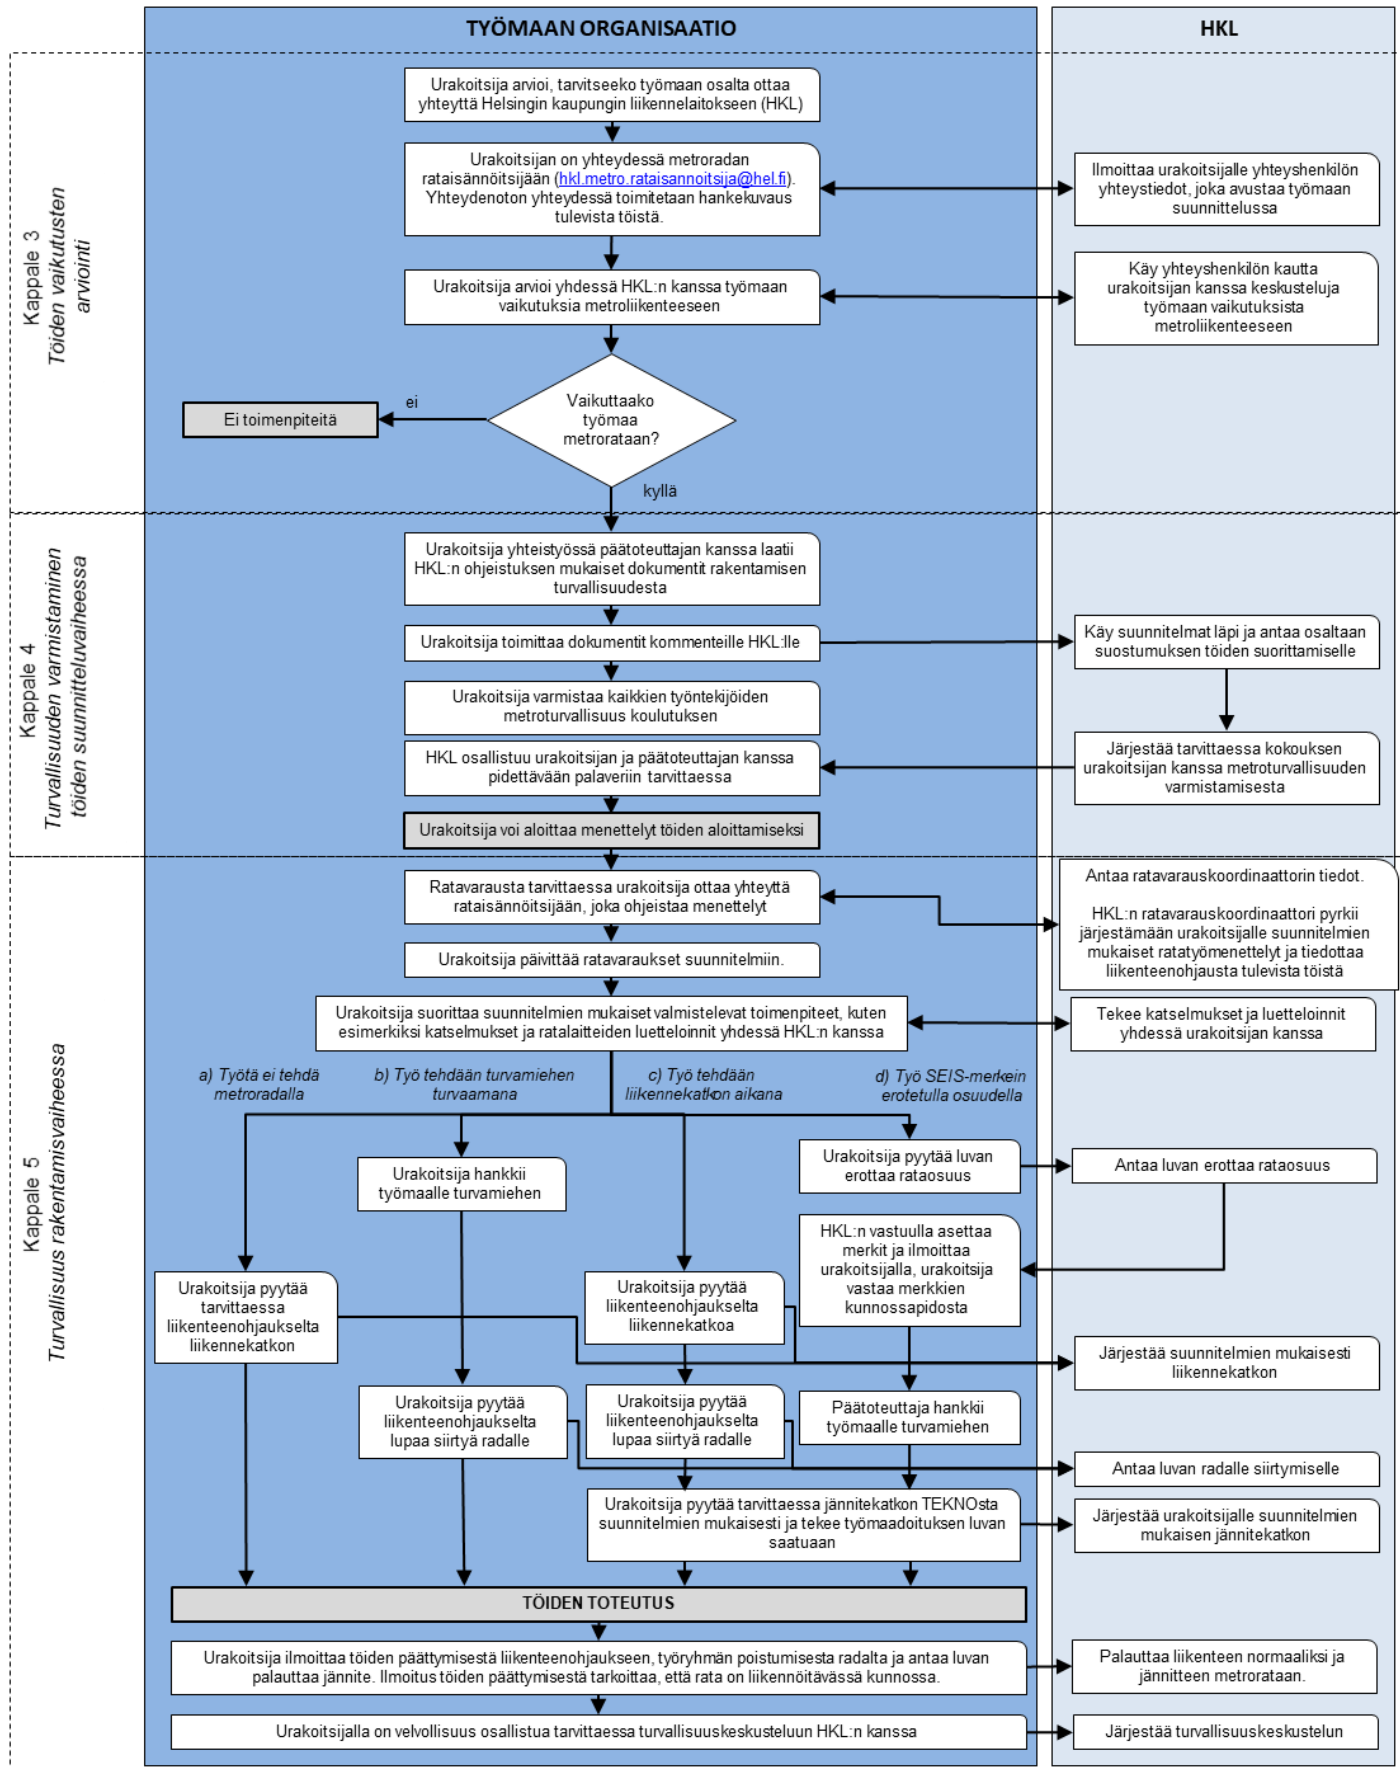 TYÖMAAN ORGANISAATIO
HKL
Kappale 3
Töiden vaikutusten
arviointi
Urakoitsija arvioi, tarvitseeko työmaan osalta ottaa
yhteyttä Helsingin kaupungin liikennelaitokseen (HKL)
Urakoitsijan on yhteydessä metroradan
rataisännöitsijään (hkl.metro.rataisannoitsija@hel.fi).
Yhteydenoton yhteydessä toimitetaan hankekuvaus
tulevista töistä.
Ilmoittaa urakoitsijalle yhteyshenkilön
yhteystiedot, joka avustaa työmaan
suunnittelussa
Urakoitsija arvioi yhdessä HKL:n kanssa työmaan
vaikutuksia metroliikenteeseen
Käy yhteyshenkilön kautta
urakoitsijan kanssa keskusteluja
työmaan vaikutuksista
metroliikenteeseen
Vaikuttaako
työmaa
metrorataan?
ei
Ei toimenpiteitä
kyllä
Kappale 4
Turvallisuuden varmistaminen
töiden suunnitteluvaiheessa
Urakoitsija yhteistyössä päätoteuttajan kanssa laatii
HKL:n ohjeistuksen mukaiset dokumentit rakentamisen
turvallisuudesta
Urakoitsija toimittaa dokumentit kommenteille HKL:lle
Käy suunnitelmat läpi ja antaa osaltaan
suostumuksen töiden suorittamiselle
Urakoitsija varmistaa kaikkien työntekijöiden
metroturvallisuus koulutuksen
HKL osallistuu urakoitsijan ja päätoteuttajan kanssa
pidettävään palaveriin tarvittaessa
Järjestää tarvittaessa kokouksen
urakoitsijan kanssa metroturvallisuuden
varmistamisesta
Urakoitsija voi aloittaa menettelyt töiden aloittamiseksi
Kappale 5
Turvallisuus rakentamisvaiheessa
Ratavarausta tarvittaessa urakoitsija ottaa yhteyttä
rataisännöitsijään, joka ohjeistaa menettelyt
Antaa ratavarauskoordinaattorin tiedot.
HKL:n ratavarauskoordinaattori pyrkii
järjestämään urakoitsijalle suunnitelmien
mukaiset ratatyömenettelyt ja tiedottaa
liikenteenohjausta tulevista töistä
Urakoitsija päivittää ratavaraukset suunnitelmiin.
Urakoitsija suorittaa suunnitelmien mukaiset valmistelevat toimenpiteet, kuten
esimerkiksi katselmukset ja ratalaitteiden luetteloinnit yhdessä HKL:n kanssa
Tekee katselmukset ja luetteloinnit
yhdessä urakoitsijan kanssa
a) Työtä ei tehdä
metroradalla
b) Työ tehdään turvamiehen
turvaamana
c) Työ tehdään
liikennekatkon aikana
d) Työ SEIS-merkein
erotetulla osuudella
Urakoitsija hankkii
työmaalle turvamiehen
Urakoitsija pyytää luvan
erottaa rataosuus
Antaa luvan erottaa rataosuus
HKL:n vastuulla asettaa
merkit ja ilmoittaa
urakoitsijalla, urakoitsija
vastaa merkkien
kunnossapidosta
Urakoitsija pyytää
tarvittaessa
liikenteenohjaukselta
liikennekatkon
Urakoitsija pyytää
liikenteenohjaukselta
liikennekatkoa
Järjestää suunnitelmien mukaisesti
liikennekatkon
Urakoitsija pyytää
liikenteenohjaukselta
lupaa siirtyä radalle
Urakoitsija pyytää
liikenteenohjaukselta
lupaa siirtyä radalle
Päätoteuttaja hankkii
työmaalle turvamiehen
Antaa luvan radalle siirtymiselle
Urakoitsija pyytää tarvittaessa jännitekatkon TEKNOsta
suunnitelmien mukaisesti ja tekee työmaadoituksen luvan
saatuaan
Järjestää urakoitsijalle suunnitelmien
mukaisen jännitekatkon
TÖIDEN TOTEUTUS
Urakoitsija ilmoittaa töiden päättymisestä liikenteenohjaukseen, työryhmän poistumisesta radalta ja antaa luvan
palauttaa jännite. Ilmoitus töiden päättymisestä tarkoittaa, että rata on liikennöitävässä kunnossa.
Palauttaa liikenteen normaaliksi ja
jännitteen metrorataan.
Urakoitsijalla on velvollisuus osallistua tarvittaessa turvallisuuskeskusteluun HKL:n kanssa
Järjestää turvallisuuskeskustelun